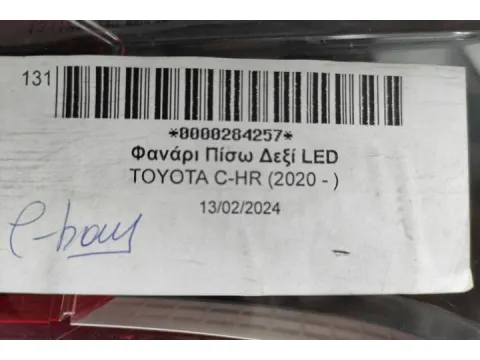 131
*0000284257*
Φανάρι Πίσω Δεξί LED
TOYOTA C-HR (2020 - )
13/02/2024
e-bay